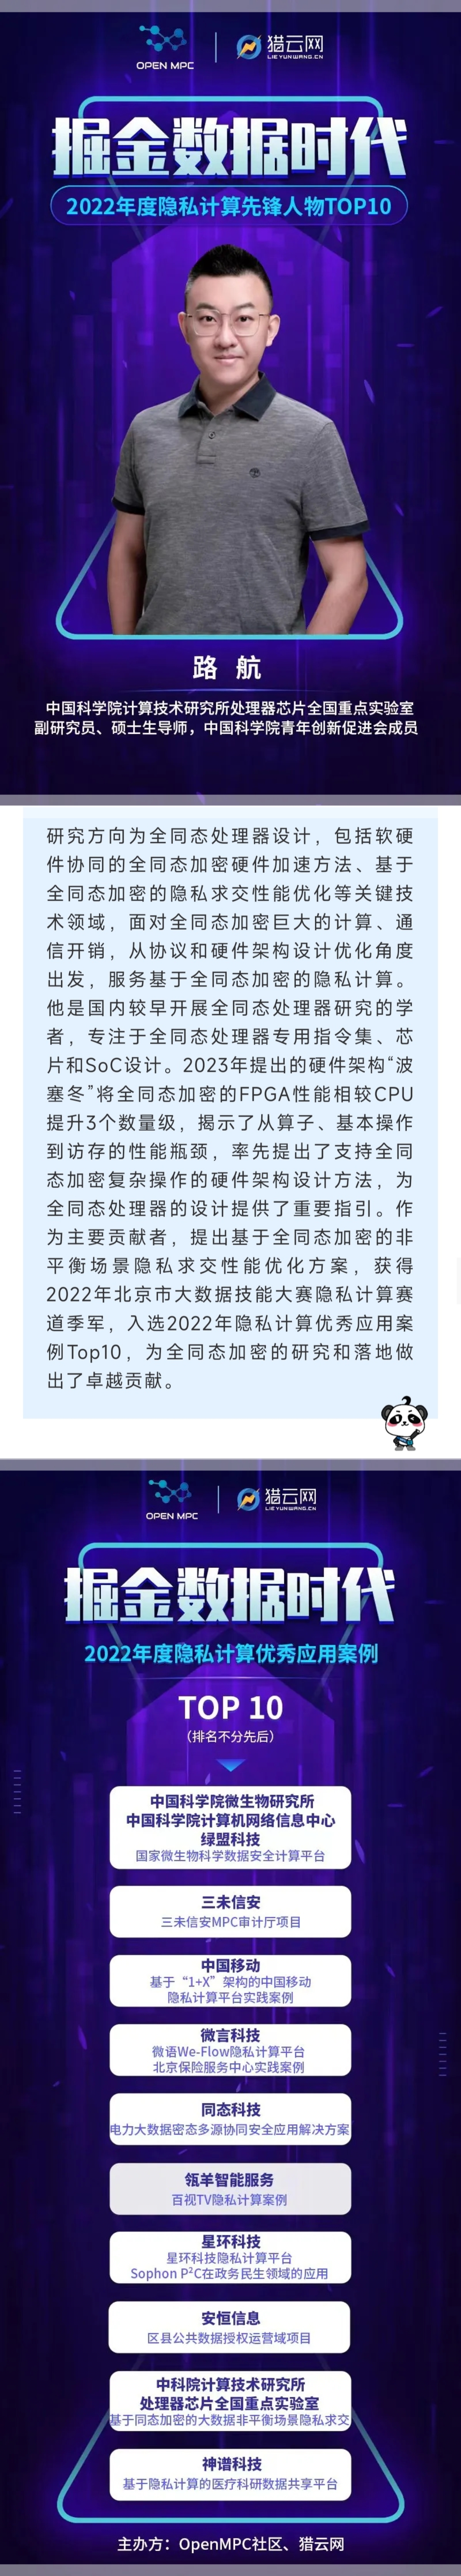 OPEN MPC
猎云网
LIEYUNWANG.CN
掘金数据时代
2022年度隐私计算先锋人物TOP10
路 航
中国科学院计算技术研究所处理器芯片全国重点实验室
副研究员、硕士生导师，中国科学院青年创新促进会成员
研究方向为全同态处理器设计，包括软硬
件协同的全同态加密硬件加速方法、基于
全同态加密的隐私求交性能优化等关键技
术领域，面对全同态加密巨大的计算、通
信开销，从协议和硬件架构设计优化角度
出发，服务基于全同态加密的隐私计算。
他是国内较早开展全同态处理器研究的学
者，专注于全同态处理器专用指令集、芯
片和SoC设计。2023年提出的硬件架构“波
塞冬”将全同态加密的FPGA性能相较CPU
提升3个数量级，揭示了从算子、基本操作
到访存的性能瓶颈，率先提出了支持全同
态加密复杂操作的硬件架构设计方法，为
全同态处理器的设计提供了重要指引。作
为主要贡献者，提出基于全同态加密的非
平衡场景隐私求交性能优化方案，获得
2022年北京市大数据技能大赛隐私计算赛
道季军，入选2022年隐私计算优秀应用案
例Top10，为全同态加密的研究和落地做
出了卓越贡献。
OPEN MPC
猎云网
LIEYUNWANG.CN
掘金数据时代
2022年度隐私计算优秀应用案例
TOP 10
（排名不分先后）
中国科学院微生物研究所
中国科学院计算机网络信息中心
绿盟科技
国家微生物科学数据安全计算平台
三未信安
三未信安MPC审计厅项目
中国移动
基于“1+X”架构的中国移动
隐私计算平台实践案例
微言科技
微语We-Flow隐私计算平台
北京保险服务中心实践案例
同态科技
电力大数据密态多源协同安全应用解决方案
瓴羊智能服务
百视TV隐私计算案例
星环科技
星环科技隐私计算平台
Sophon P²C在政务民生领域的应用
安恒信息
区县公共数据授权运营域项目
中科院计算技术研究所
处理器芯片全国重点实验室
基于同态加密的大数据非平衡场景隐私求交
神谱科技
基于隐私计算的医疗科研数据共享平台
主办方：OpenMPC社区、猎云网